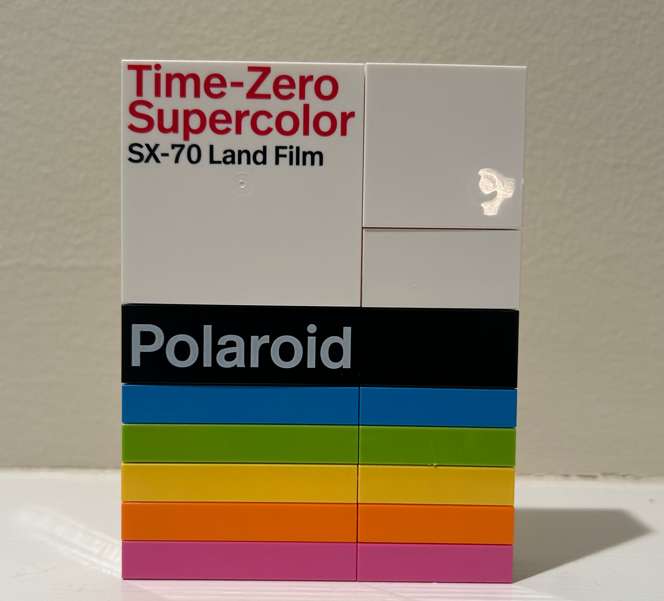 Time-Zero
Supercolor
SX-70 Land Film
Polaroid